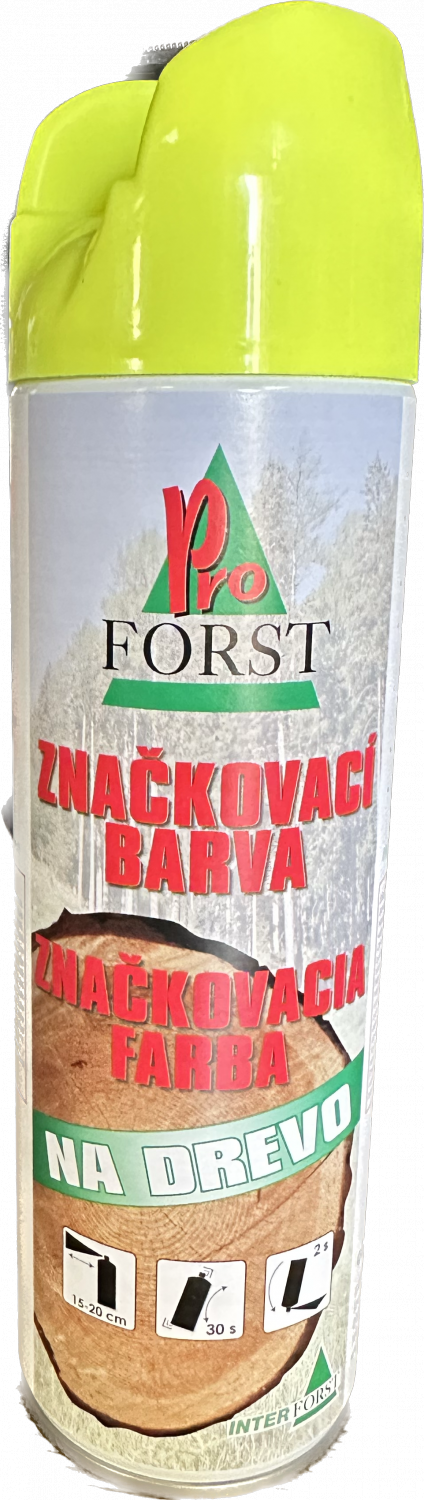 Pro
FORST
ZNAČKOVACÍ
BARVA
ZNAČKOVACIA
FARBA
NA DREVO
15-20 cm
30 s
2 s
INTER FORST